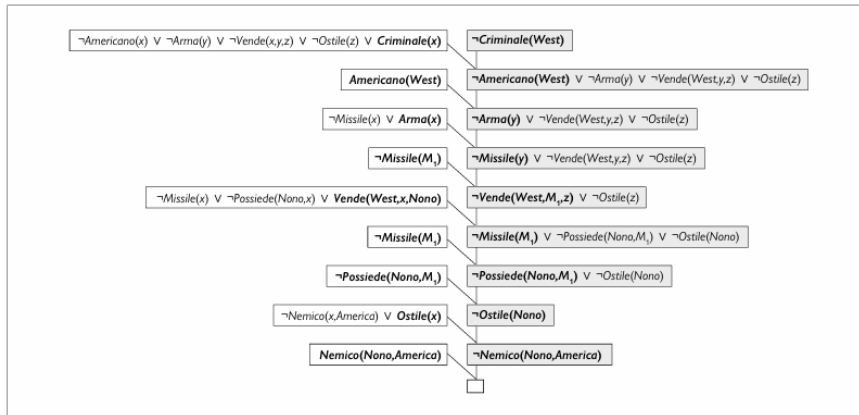 ¬Americano(x) ∨ ¬Arma(y) ∨ ¬Vende(x,y,z) ∨ ¬Ostile(z) ∨ Criminale(x) ¬Criminale(West)
Americano(West) ¬Americano(West) ∨ ¬Arma(y) ∨ ¬Vende(West,y,z) ∨ ¬Ostile(z)
¬Missile(x) ∨ Arma(x) ¬Arma(y) ∨ ¬Vende(West,y,z) ∨ ¬Ostile(z)
¬Missile(M₁) ¬Missile(y) ∨ ¬Vende(West,y,z) ∨ ¬Ostile(z)
¬Missile(x) ∨ ¬Possiede(Nono,x) ∨ Vende(West,x,Nono) ¬Vende(West,M₁,z) ∨ ¬Ostile(z)
¬Missile(M₁) ¬Missile(M₁) ∨ ¬Possiede(Nono,M₁) ∨ ¬Ostile(Nono)
¬Possiede(Nono,M₁) ¬Possiede(Nono,M₁) ∨ ¬Ostile(Nono)
¬Nemico(x,America) ∨ Ostile(x) ¬Ostile(Nono)
Nemico(Nono,America) ¬Nemico(Nono,America)